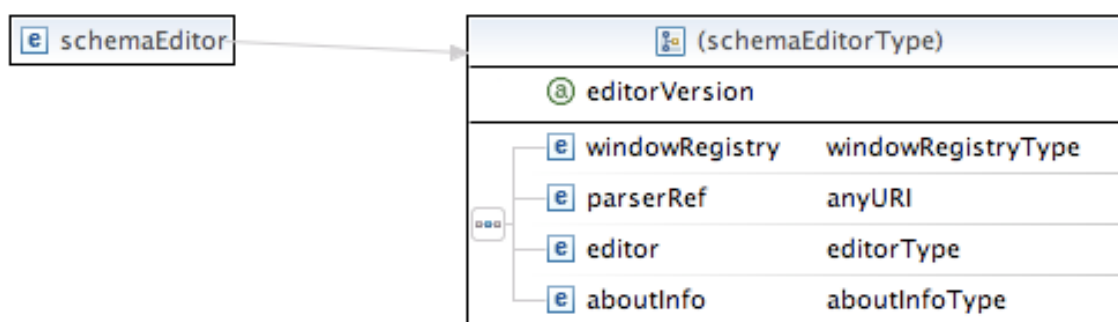 e schemaEditor
(schemaEditorType)
a editorVersion
e windowRegistry windowRegistryType
e parserRef anyURI
e editor editorType
e aboutInfo aboutInfoType